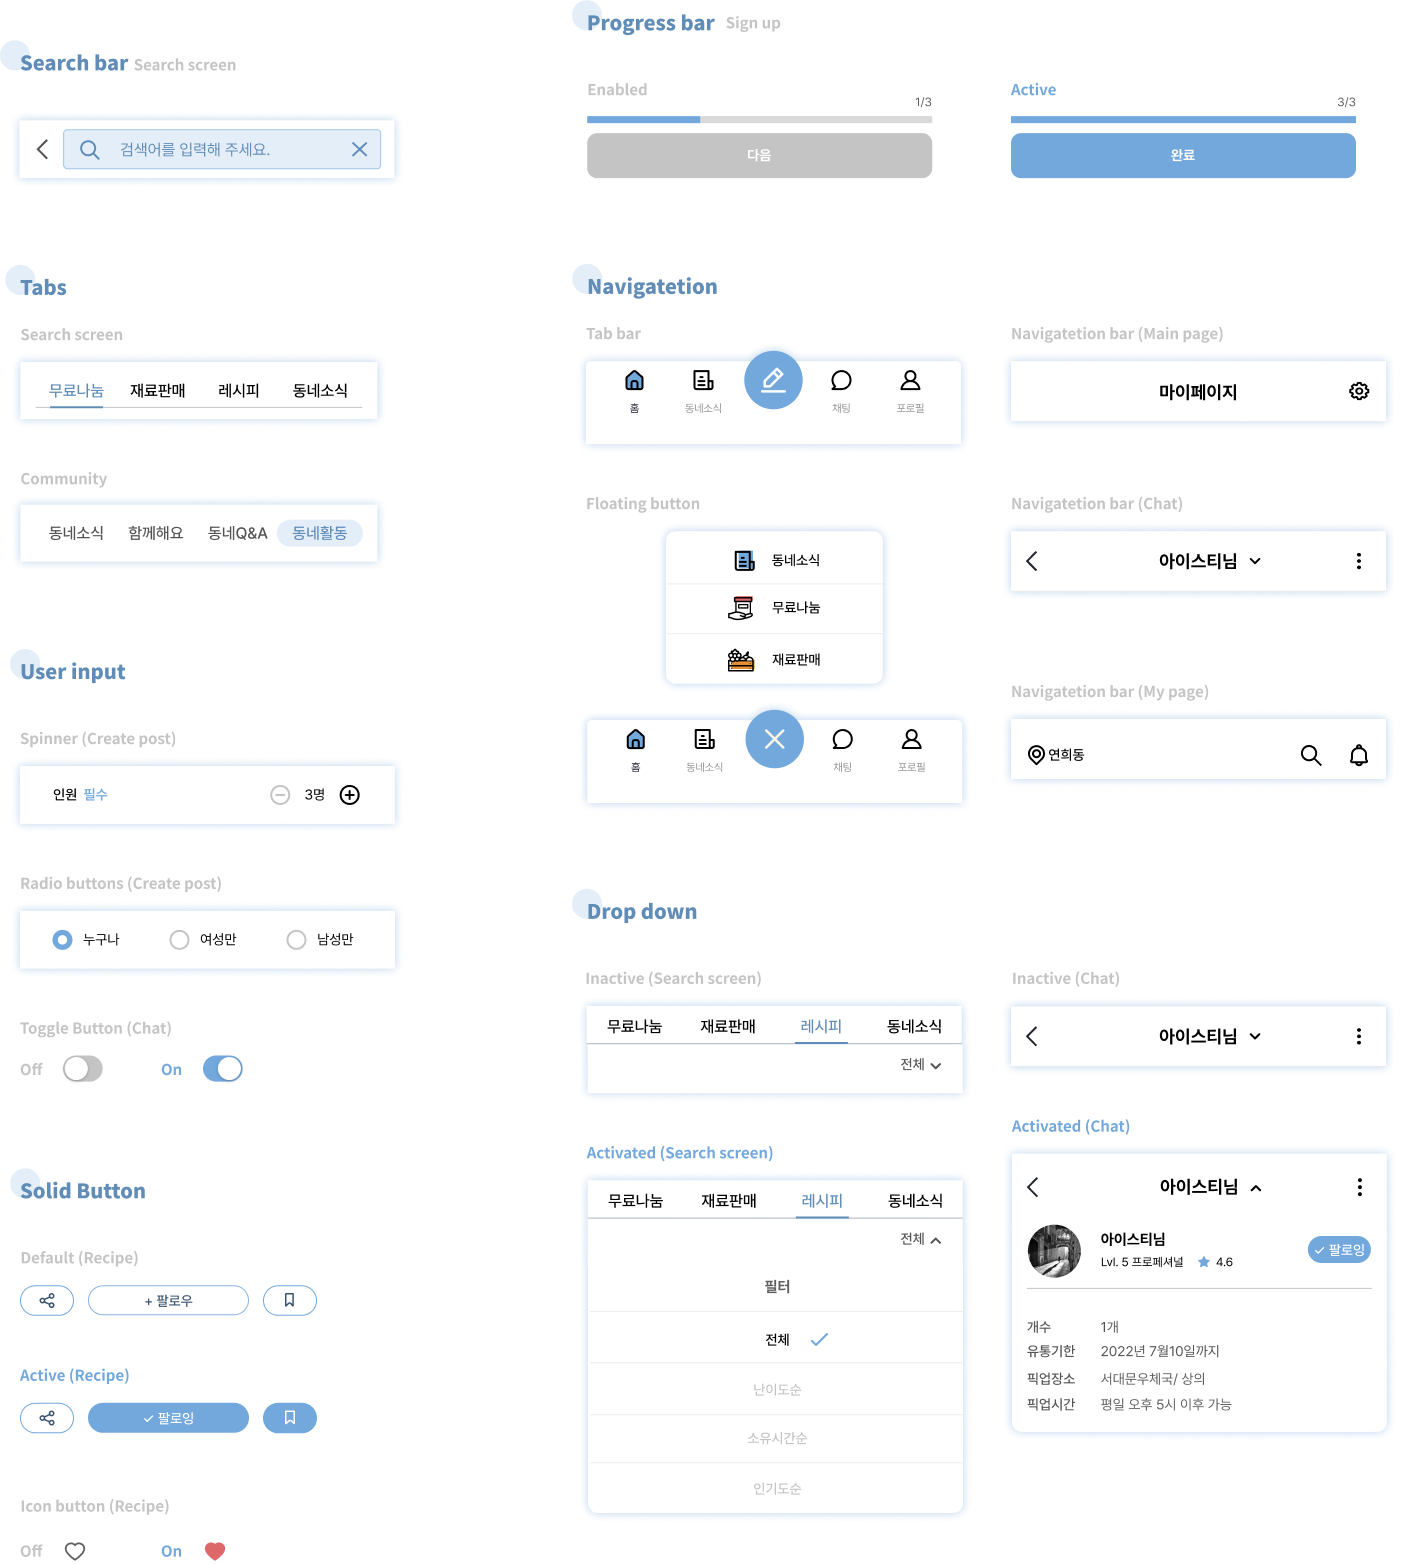 Search bar Search screen
검색어를 입력해 주세요.
Tabs
Search screen
무료나눔 재료판매 레시피 동네소식
Community
동네소식 함께해요 동네Q&A 동네활동
User input
Spinner (Create post)
인원 필수 3명
Radio buttons (Create post)
누구나 여성만 남성만
Toggle Button (Chat)
Off On
Solid Button
Default (Recipe)
+ 팔로우
Active (Recipe)
✓ 팔로잉
Icon button (Recipe)
Off On
Progress bar Sign up
Enabled
1/3
다음
Active
3/3
완료
Navigatetion
Tab bar
홈 동네소식 채팅 포로필
Floating button
동네소식
무료나눔
재료판매
홈 동네소식 채팅 포로필
Navigatetion bar (Main page)
마이페이지
Navigatetion bar (Chat)
아이스티님
Navigatetion bar (My page)
연희동
Drop down
Inactive (Search screen)
무료나눔 재료판매 레시피 동네소식
전체
Activated (Search screen)
무료나눔 재료판매 레시피 동네소식
전체
필터
전체
난이도순
소유시간순
인기도순
Inactive (Chat)
아이스티님
Activated (Chat)
아이스티님
아이스티님
Lvl. 5 프로페셔널 ★ 4.6
✓ 팔로잉
개수 1개
유통기한 2022년 7월10일까지
픽업장소 서대문우체국/ 상의
픽업시간 평일 오후 5시 이후 가능